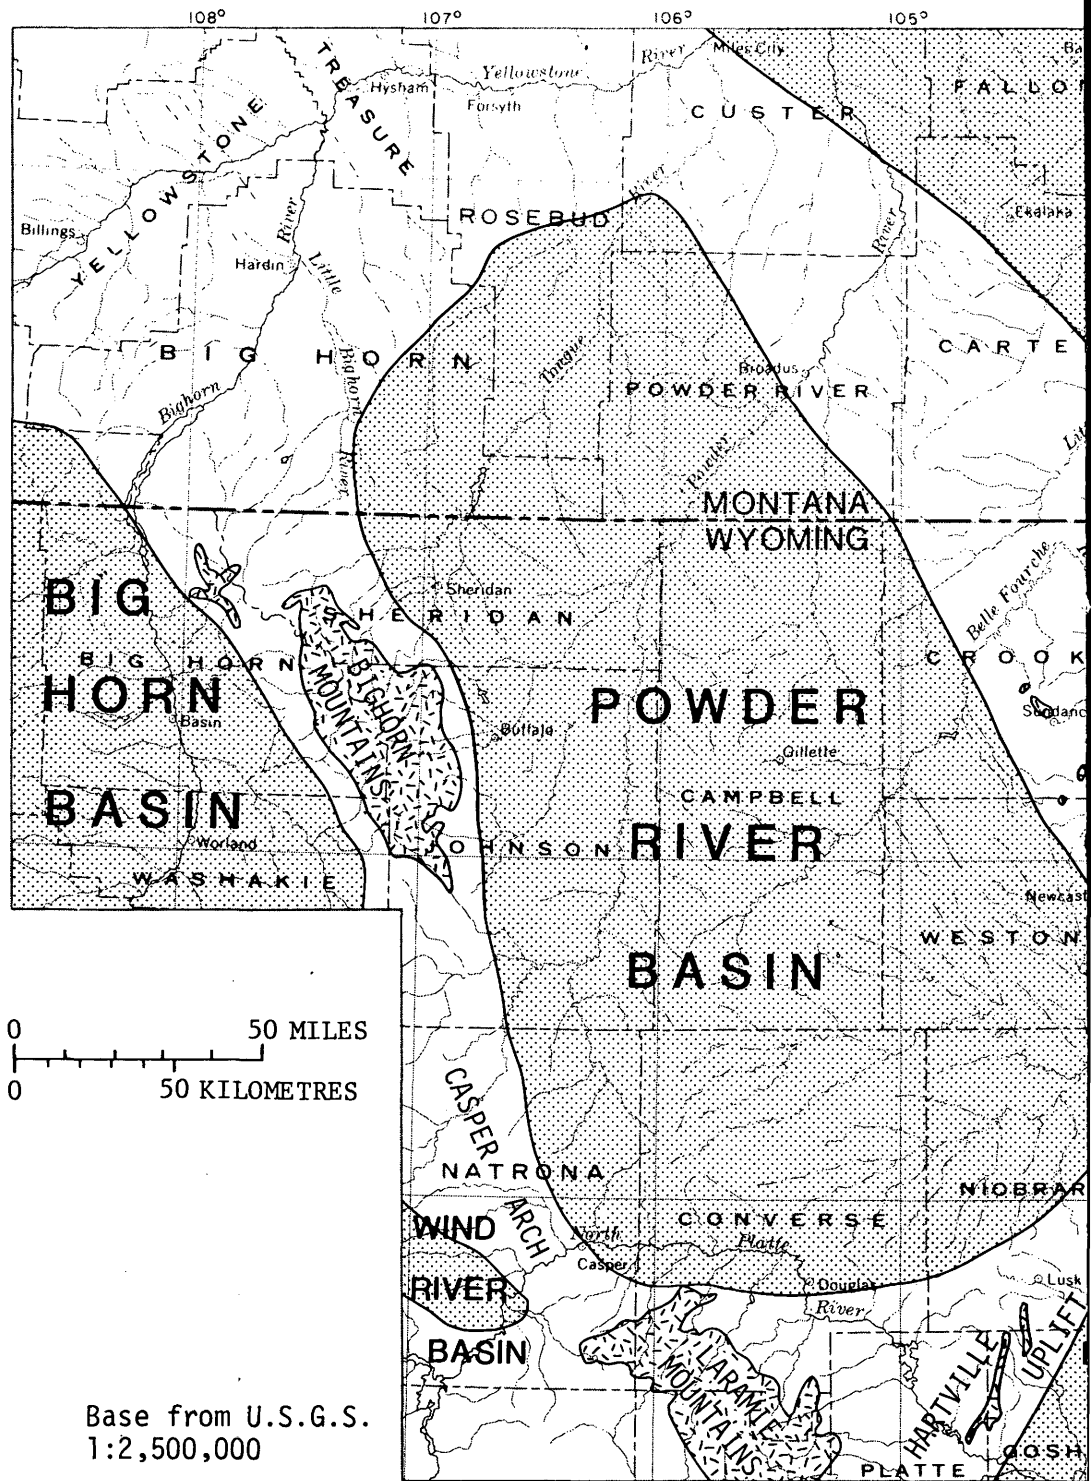 108° 107° 106° 105°
Miles City
Yellowstone River
TREASURE
Hysham
Forsyth
FALLON
CUSTER
YELLOWSTONE
River
ROSEBUD
Ekalaka
River
Billings
River
Hardin
Little
BIG HORN
Bighorn
CARTE
Tongue
Broadus
POWDER RIVER
Bighorn
River
Powder
MONTANA
WYOMING
Belle Fourche
BIG
Sheridan
SHERIDAN
BIG HORN
CROOK
HORN
BIGHORN
MOUNTAINS
POWDER
Basin
Buffalo
Sundanc
Gillette
BASIN
CAMPBELL
Worland
JOHNSON
RIVER
WASHAKIE
Newcast
WESTON
BASIN
0 50 MILES
0 50 KILOMETRES
CASPER
ARCH
NATRONA
NIOBRAR
WIND
CONVERSE
North
Platte
Casper
RIVER
Douglas
Lusk
River
BASIN
LARAMIE
MOUNTAINS
HARTVILLE
UPLIFT
Base from U.S.G.S.
1:2,500,000
PLATTE
GOSH